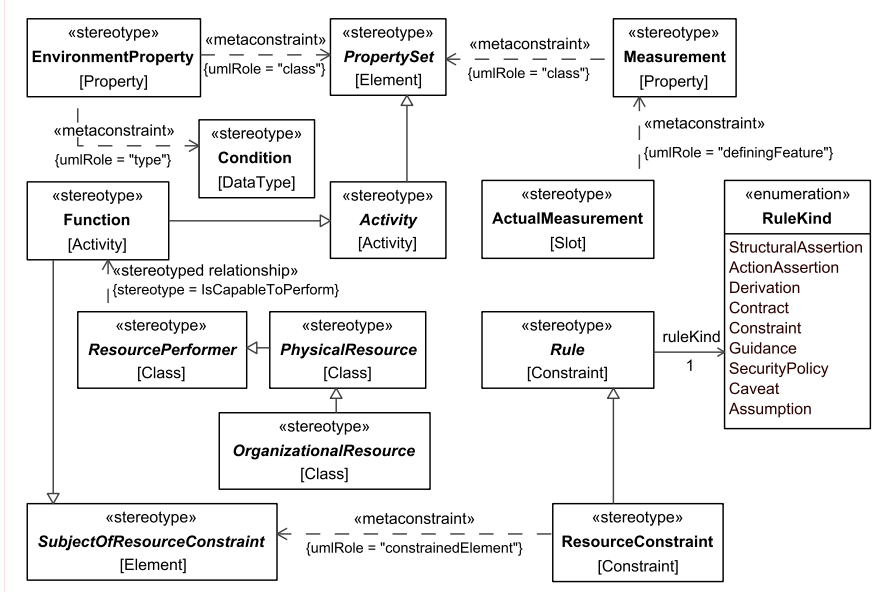 «stereotype»
EnvironmentProperty
[Property]
«metaconstraint»
{umlRole = "class"}
«stereotype»
PropertySet
[Element]
«metaconstraint»
{umlRole = "class"}
«stereotype»
Measurement
[Property]
«metaconstraint»
{umlRole = "type"}
«stereotype»
Condition
[DataType]
«metaconstraint»
{umlRole = "definingFeature"}
«stereotype»
Function
[Activity]
«stereotype»
Activity
[Activity]
«stereotype»
ActualMeasurement
[Slot]
«enumeration»
RuleKind
StructuralAssertion
ActionAssertion
Derivation
Contract
Constraint
Guidance
SecurityPolicy
Caveat
Assumption
«stereotyped relationship»
{stereotype = IsCapableToPerform}
«stereotype»
ResourcePerformer
[Class]
«stereotype»
PhysicalResource
[Class]
«stereotype»
Rule
[Constraint]
ruleKind
1
«stereotype»
OrganizationalResource
[Class]
«stereotype»
SubjectOfResourceConstraint
[Element]
«metaconstraint»
{umlRole = "constrainedElement"}
«stereotype»
ResourceConstraint
[Constraint]